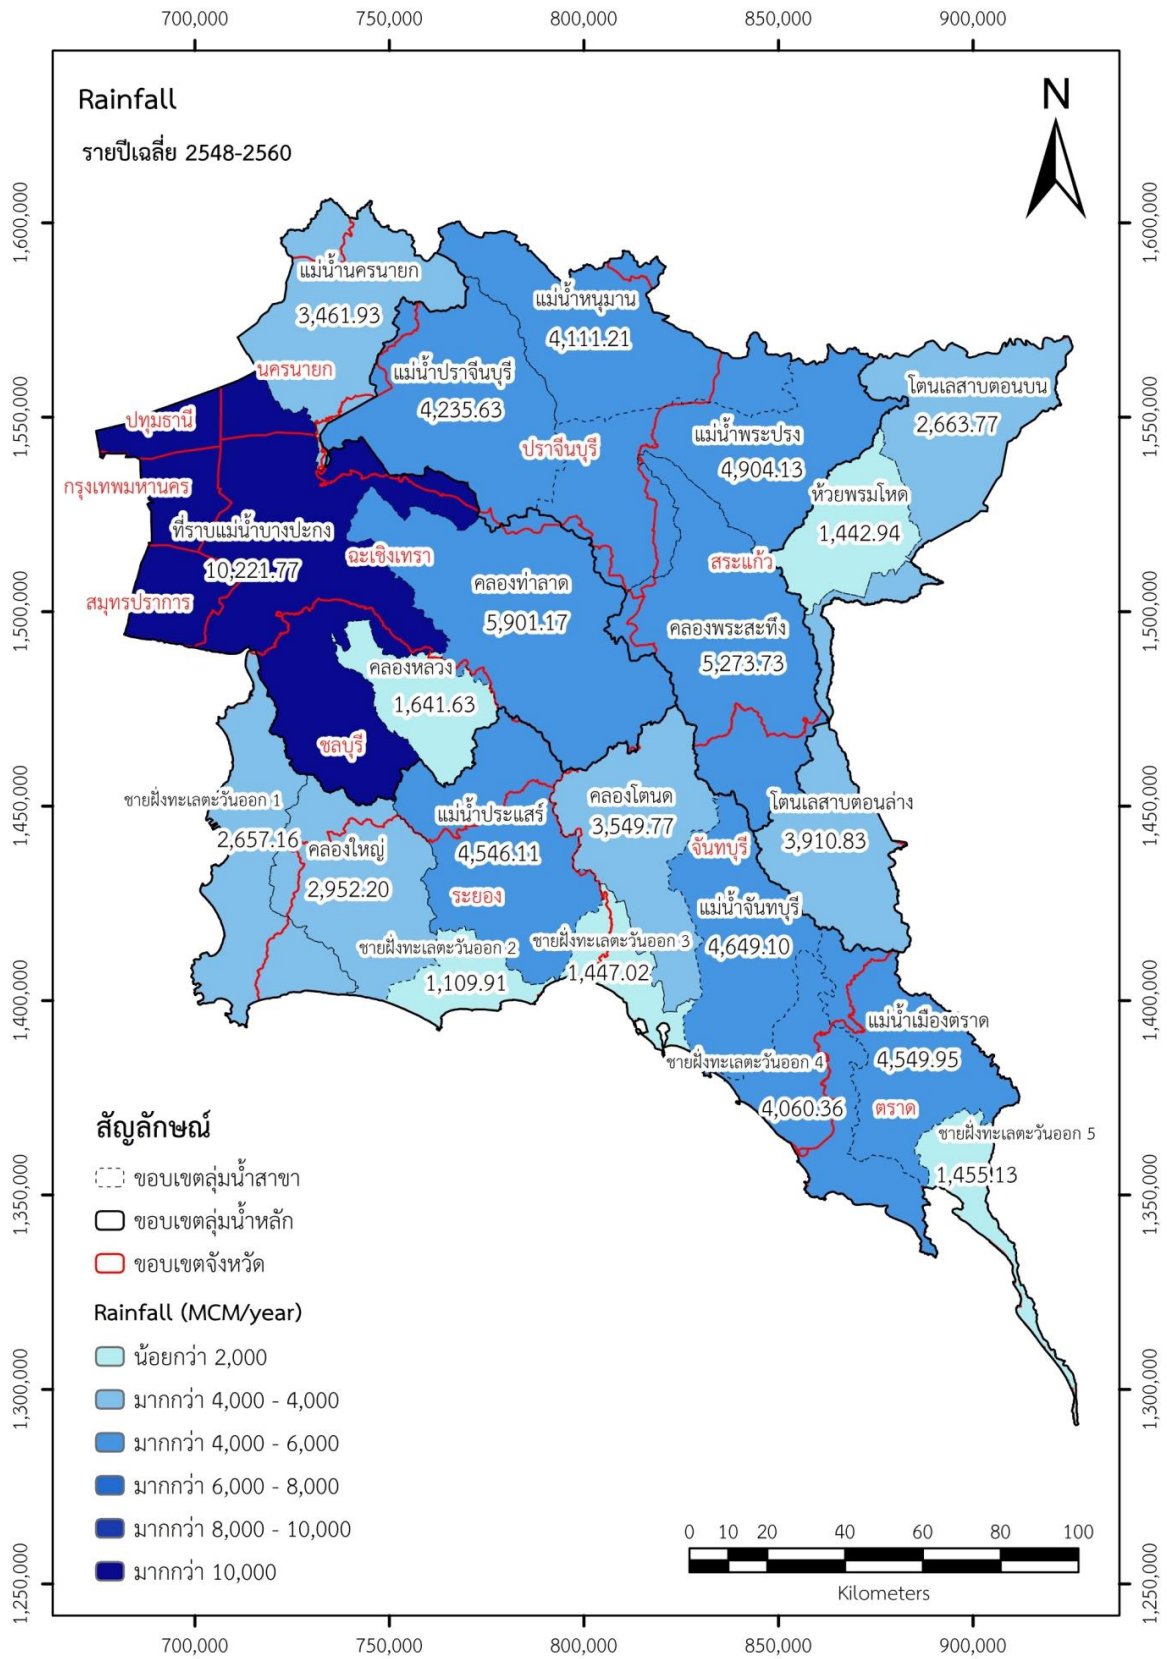 700,000 750,000 800,000 850,000 900,000
Rainfall
รายปีเฉลี่ย 2548-2560
N
1,600,000
1,550,000
1,500,000
1,450,000
1,400,000
1,350,000
1,300,000
1,250,000
1,600,000
1,550,000
1,500,000
1,450,000
1,400,000
1,350,000
1,300,000
1,250,000
แม่น้ำนครนายก
3,461.93
แม่น้ำหนุมาน
4,111.21
นครนายก
แม่น้ำปราจีนบุรี
4,235.63
โตนเลสาบตอนบน
2,663.77
ปทุมธานี
ปราจีนบุรี
แม่น้ำพระปรง
4,904.13
กรุงเทพมหานคร
ห้วยพรมโหด
1,442.94
ที่ราบแม่น้ำบางปะกง
10,221.77
ฉะเชิงเทรา
สระแก้ว
คลองท่าลาด
5,901.17
สมุทรปราการ
คลองพระสะทึง
5,273.73
คลองหลวง
1,641.63
ชลบุรี
ชายฝั่งทะเลตะวันออก 1
2,657.16
คลองใหญ่
2,952.20
แม่น้ำประแสร์
4,546.11
ระยอง
คลองโตนด
3,549.77
จันทบุรี
โตนเลสาบตอนล่าง
3,910.83
แม่น้ำจันทบุรี
4,649.10
ชายฝั่งทะเลตะวันออก 2
1,109.91
ชายฝั่งทะเลตะวันออก 3
1,447.02
แม่น้ำเมืองตราด
4,549.95
ชายฝั่งทะเลตะวันออก 4
4,060.36
ตราด
ชายฝั่งทะเลตะวันออก 5
1,455.13
สัญลักษณ์
ขอบเขตลุ่มน้ำสาขา
ขอบเขตลุ่มน้ำหลัก
ขอบเขตจังหวัด
Rainfall (MCM/year)
น้อยกว่า 2,000
มากกว่า 4,000 - 4,000
มากกว่า 4,000 - 6,000
มากกว่า 6,000 - 8,000
มากกว่า 8,000 - 10,000
มากกว่า 10,000
0 10 20 40 60 80 100
Kilometers
700,000 750,000 800,000 850,000 900,000